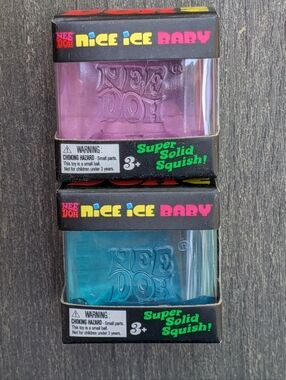 NEE
DOH
NICE ICE BABY
NEE
DOH
WARNING:
CHOKING HAZARD - Small parts.
This toy is a small ball.
Not for children under 3 years.
3+
Super
Solid
Squish!
NEE
DOH
NICE ICE BABY
NEE
DOH
WARNING:
CHOKING HAZARD - Small parts.
This toy is a small ball.
Not for children under 3 years.
3+
Super
Solid
Squish!